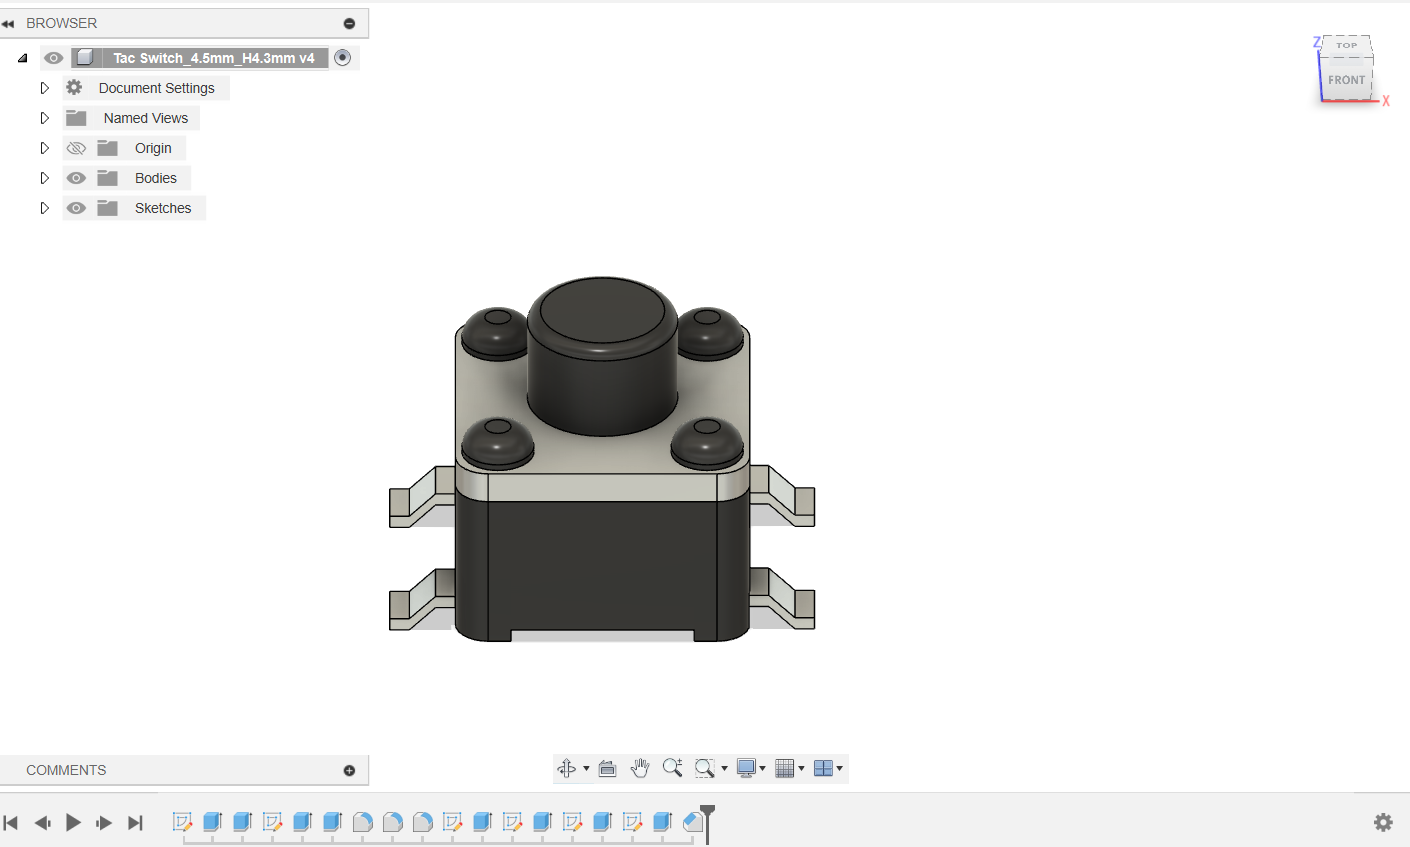 BROWSER
Tac Switch_4.5mm_H4.3mm v4
Document Settings
Named Views
Origin
Bodies
Sketches
TOP
Z
FRONT
X
COMMENTS